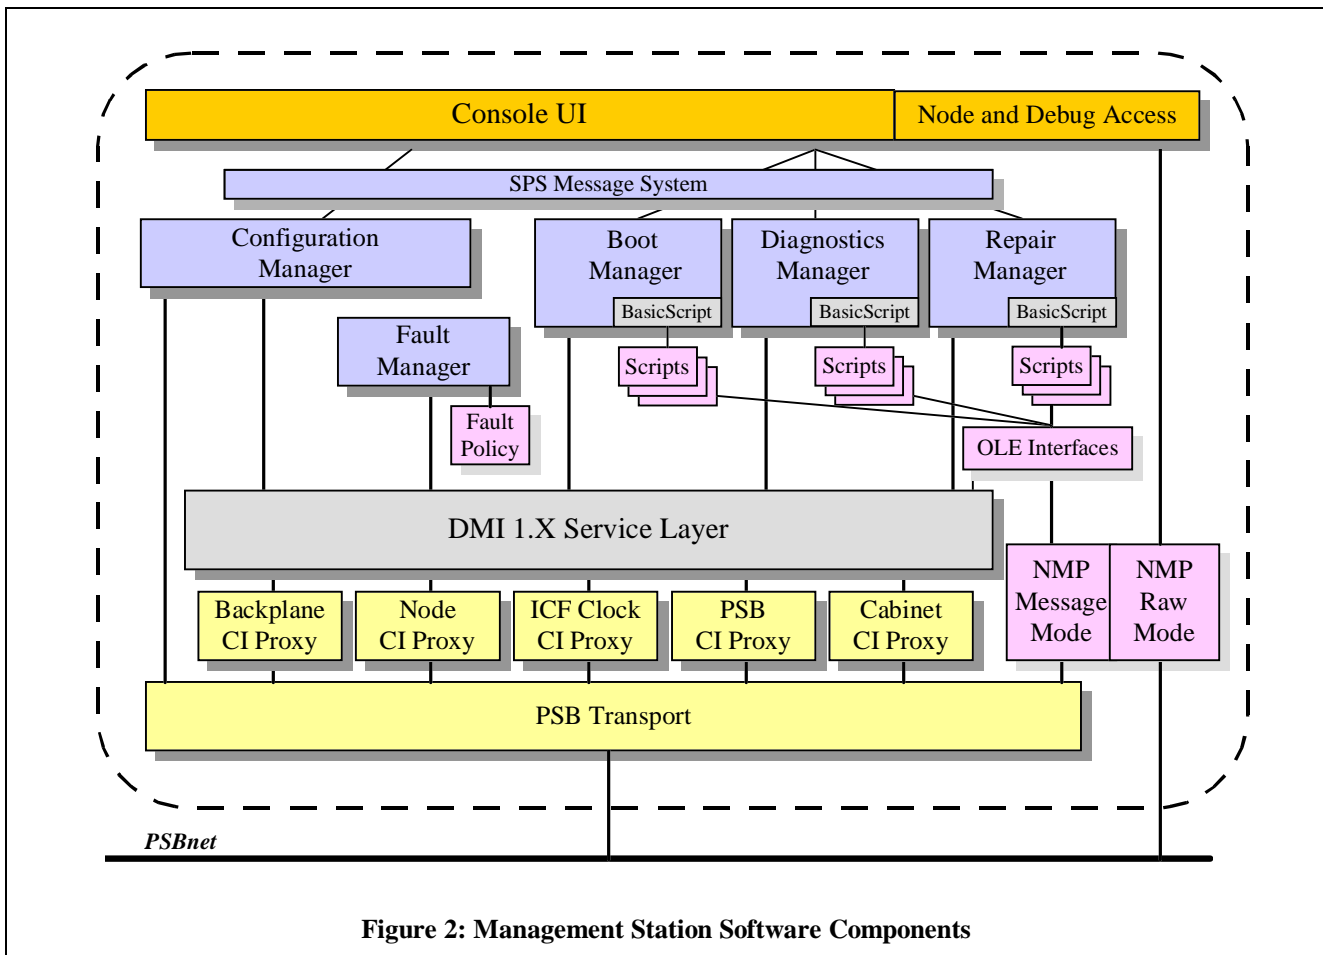 Console UI
Node and Debug Access
SPS Message System
Configuration
Manager
Boot
Manager
BasicScript
Diagnostics
Manager
BasicScript
Repair
Manager
BasicScript
Fault
Manager
Scripts
Scripts
Scripts
Fault
Policy
OLE Interfaces
DMI 1.X Service Layer
NMP
Message
Mode
NMP
Raw
Mode
Backplane
CI Proxy
Node
CI Proxy
ICF Clock
CI Proxy
PSB
CI Proxy
Cabinet
CI Proxy
PSB Transport
PSBnet
Figure 2: Management Station Software Components